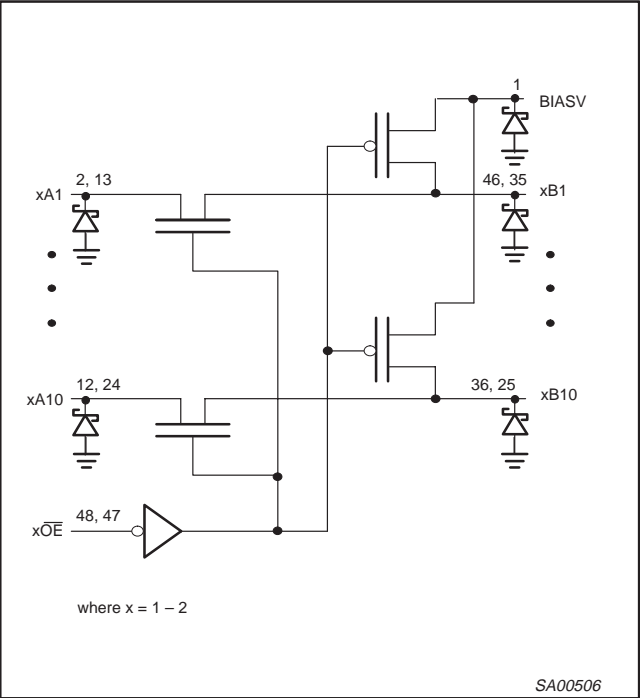 1
BIASV
2, 13
46, 35
xA1
xB1
12, 24
36, 25
xA10
xB10
48, 47
xO̅E̅
where x = 1 – 2
SA00506